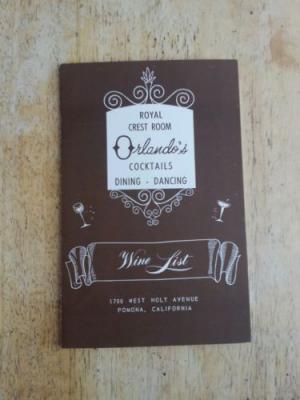 ROYAL
CREST ROOM
Orlando's
COCKTAILS
DINING - DANCING
Wine List
1700 WEST HOLT AVENUE
POMONA, CALIFORNIA